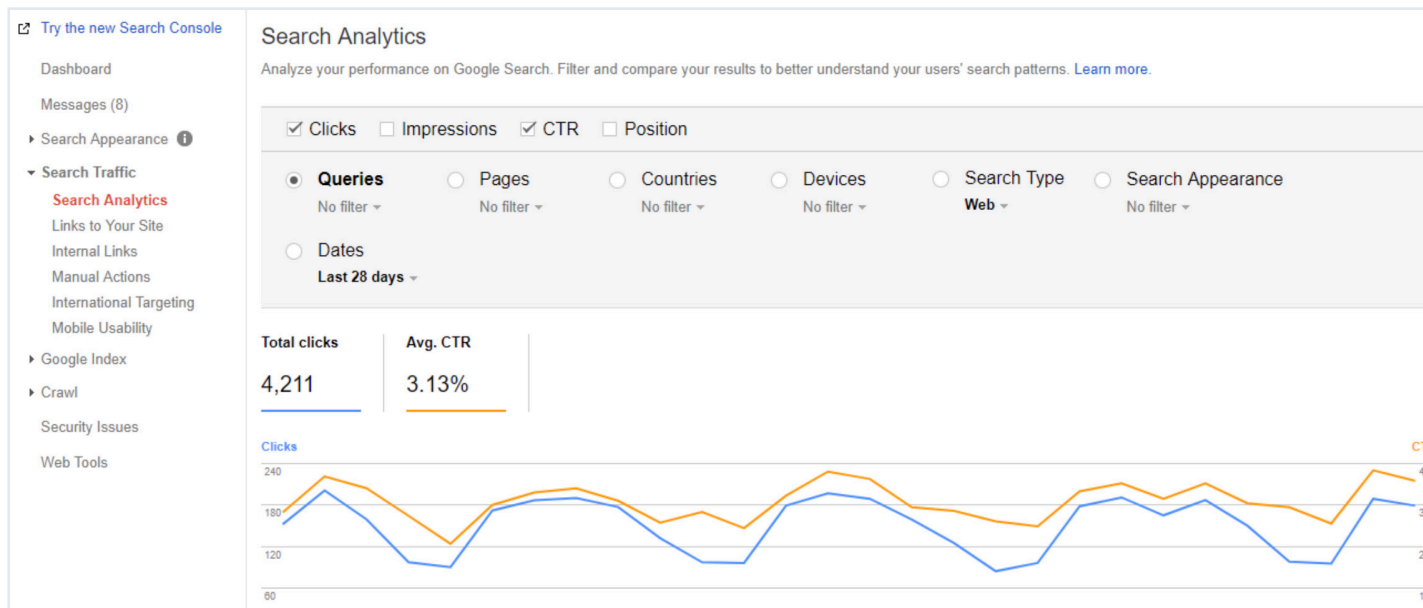 Try the new Search Console
Dashboard
Messages (8)
Search Appearance
Search Traffic
Search Analytics
Links to Your Site
Internal Links
Manual Actions
International Targeting
Mobile Usability
Google Index
Crawl
Security Issues
Web Tools
Search Analytics
Analyze your performance on Google Search. Filter and compare your results to better understand your users' search patterns. Learn more.
Clicks Impressions CTR Position
Queries Pages Countries Devices Search Type Search Appearance
No filter No filter No filter No filter Web No filter
Dates
Last 28 days
Total clicks Avg. CTR
4,211 3.13%
Clicks
240
180
120
60